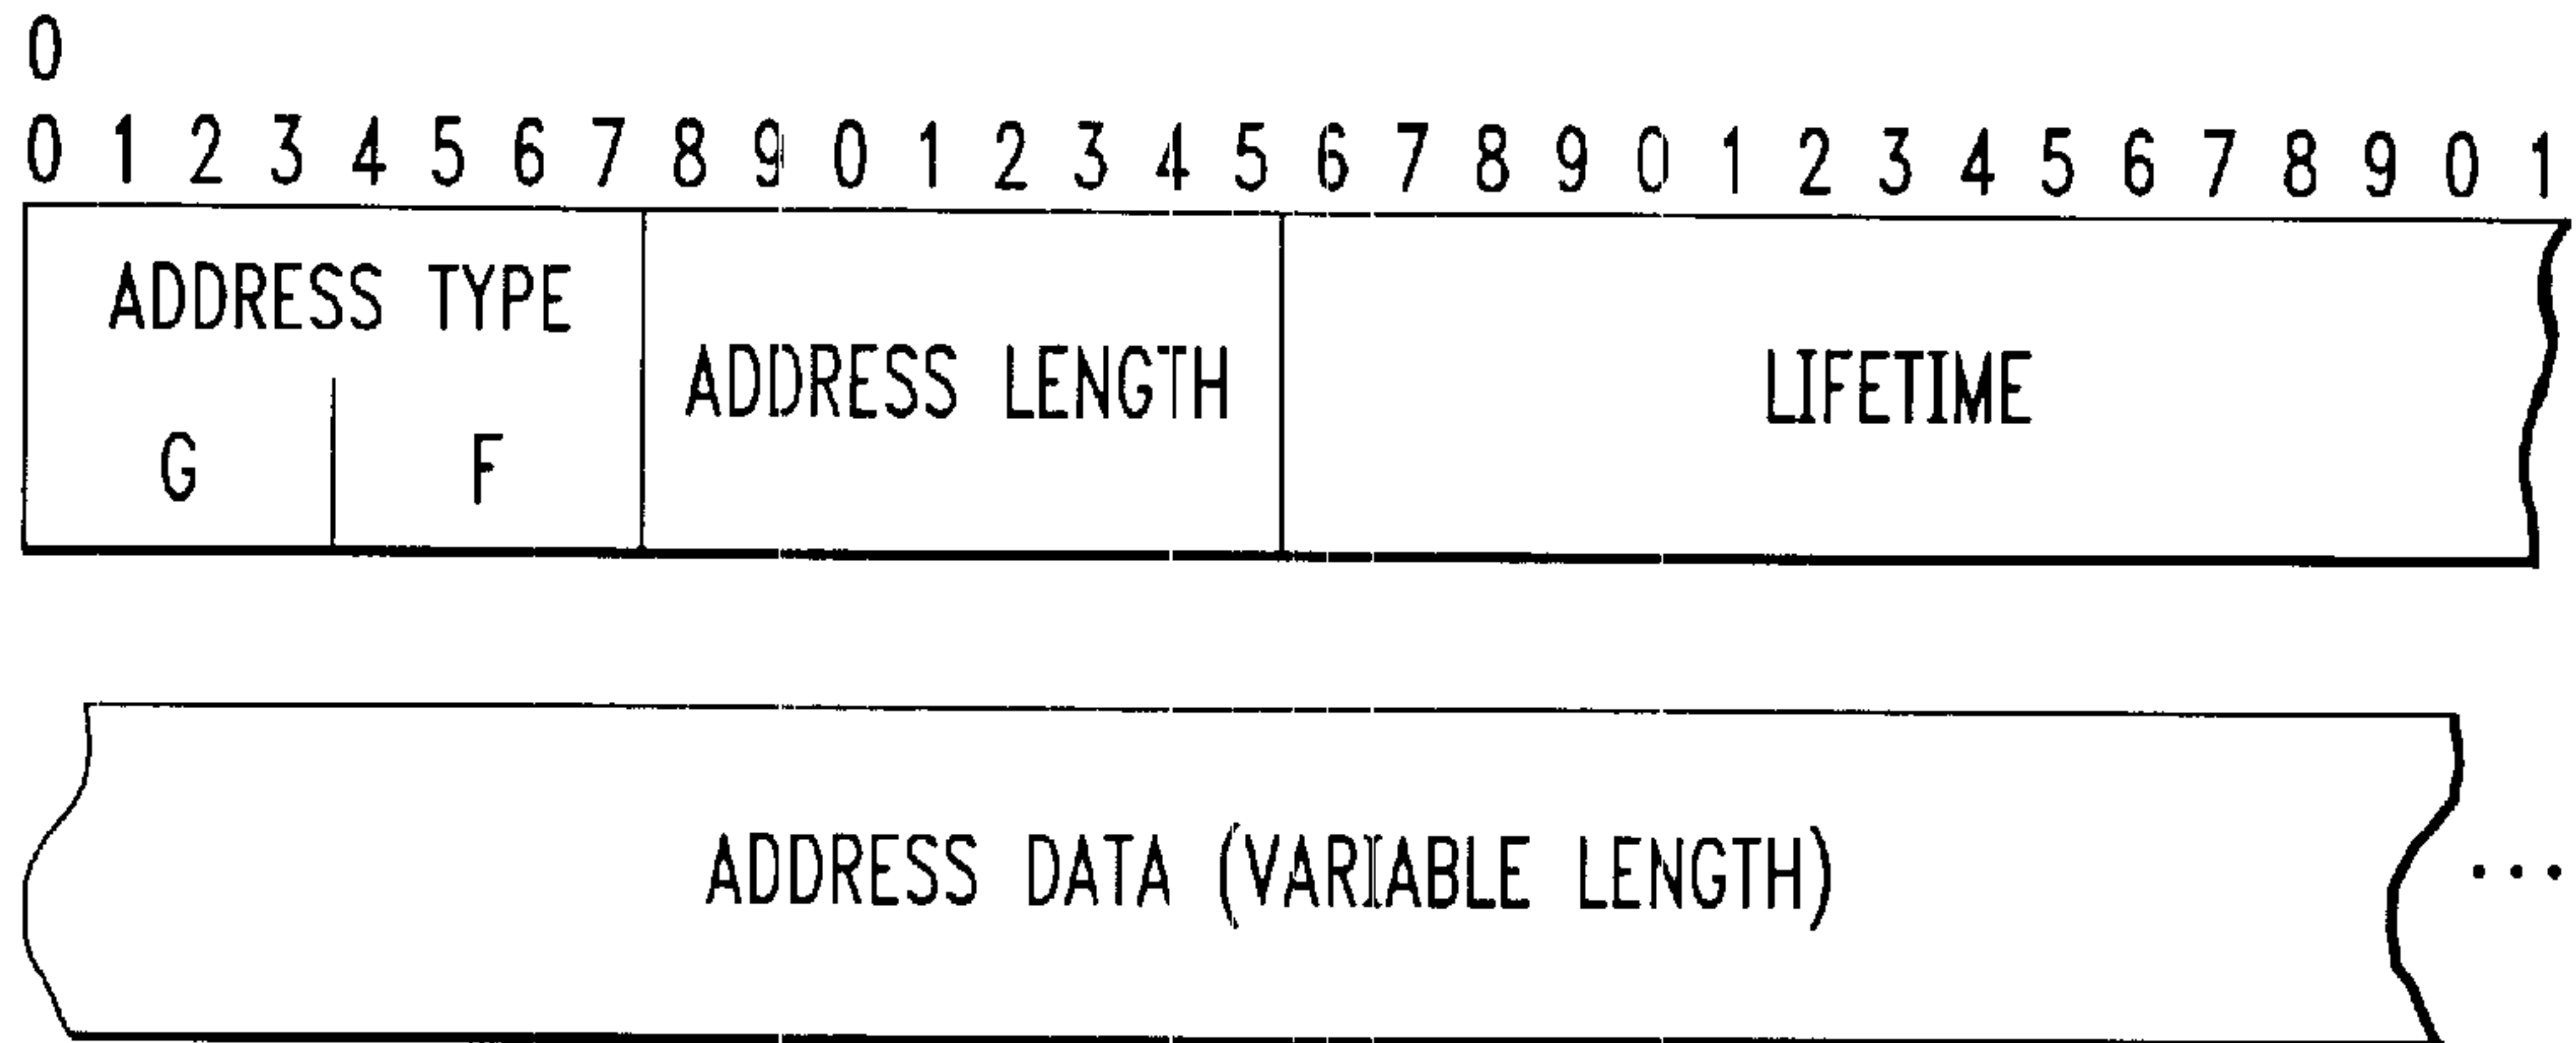 0
0 1 2 3 4 5 6 7 8 9 0 1 2 3 4 5 6 7 8 9 0 1 2 3 4 5 6 7 8 9 0 1
ADDRESS TYPE
G F
ADDRESS LENGTH
LIFETIME
ADDRESS DATA (VARIABLE LENGTH) ...